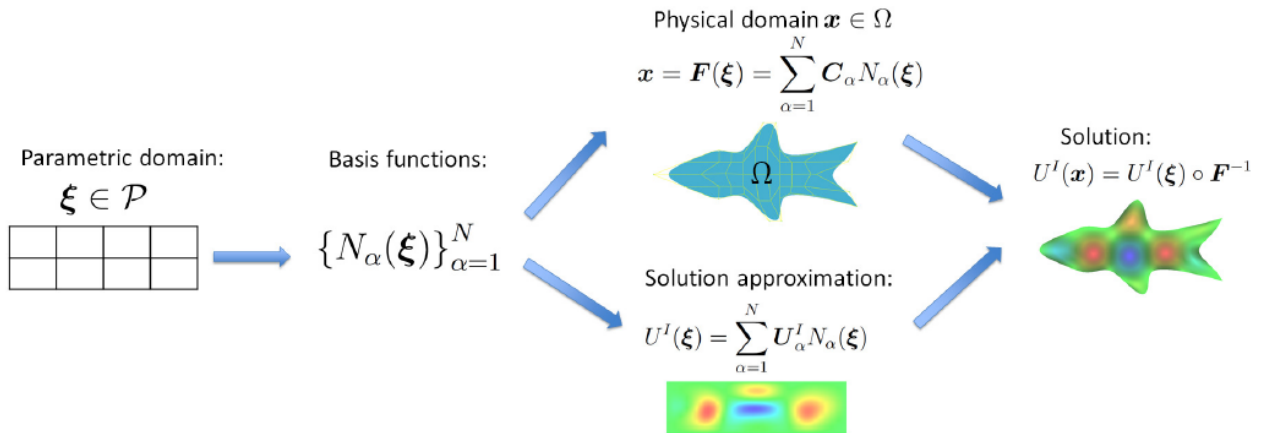 Parametric domain:
ξ ∈ 𝒫
Basis functions:
{N_α(ξ)}_{α=1}^N
Physical domain x ∈ Ω
x = F(ξ) = ∑_{α=1}^N C_α N_α(ξ)
Ω
Solution approximation:
U^I(ξ) = ∑_{α=1}^N U_α^I N_α(ξ)
Solution:
U^I(x) = U^I(ξ) ∘ F^{-1}